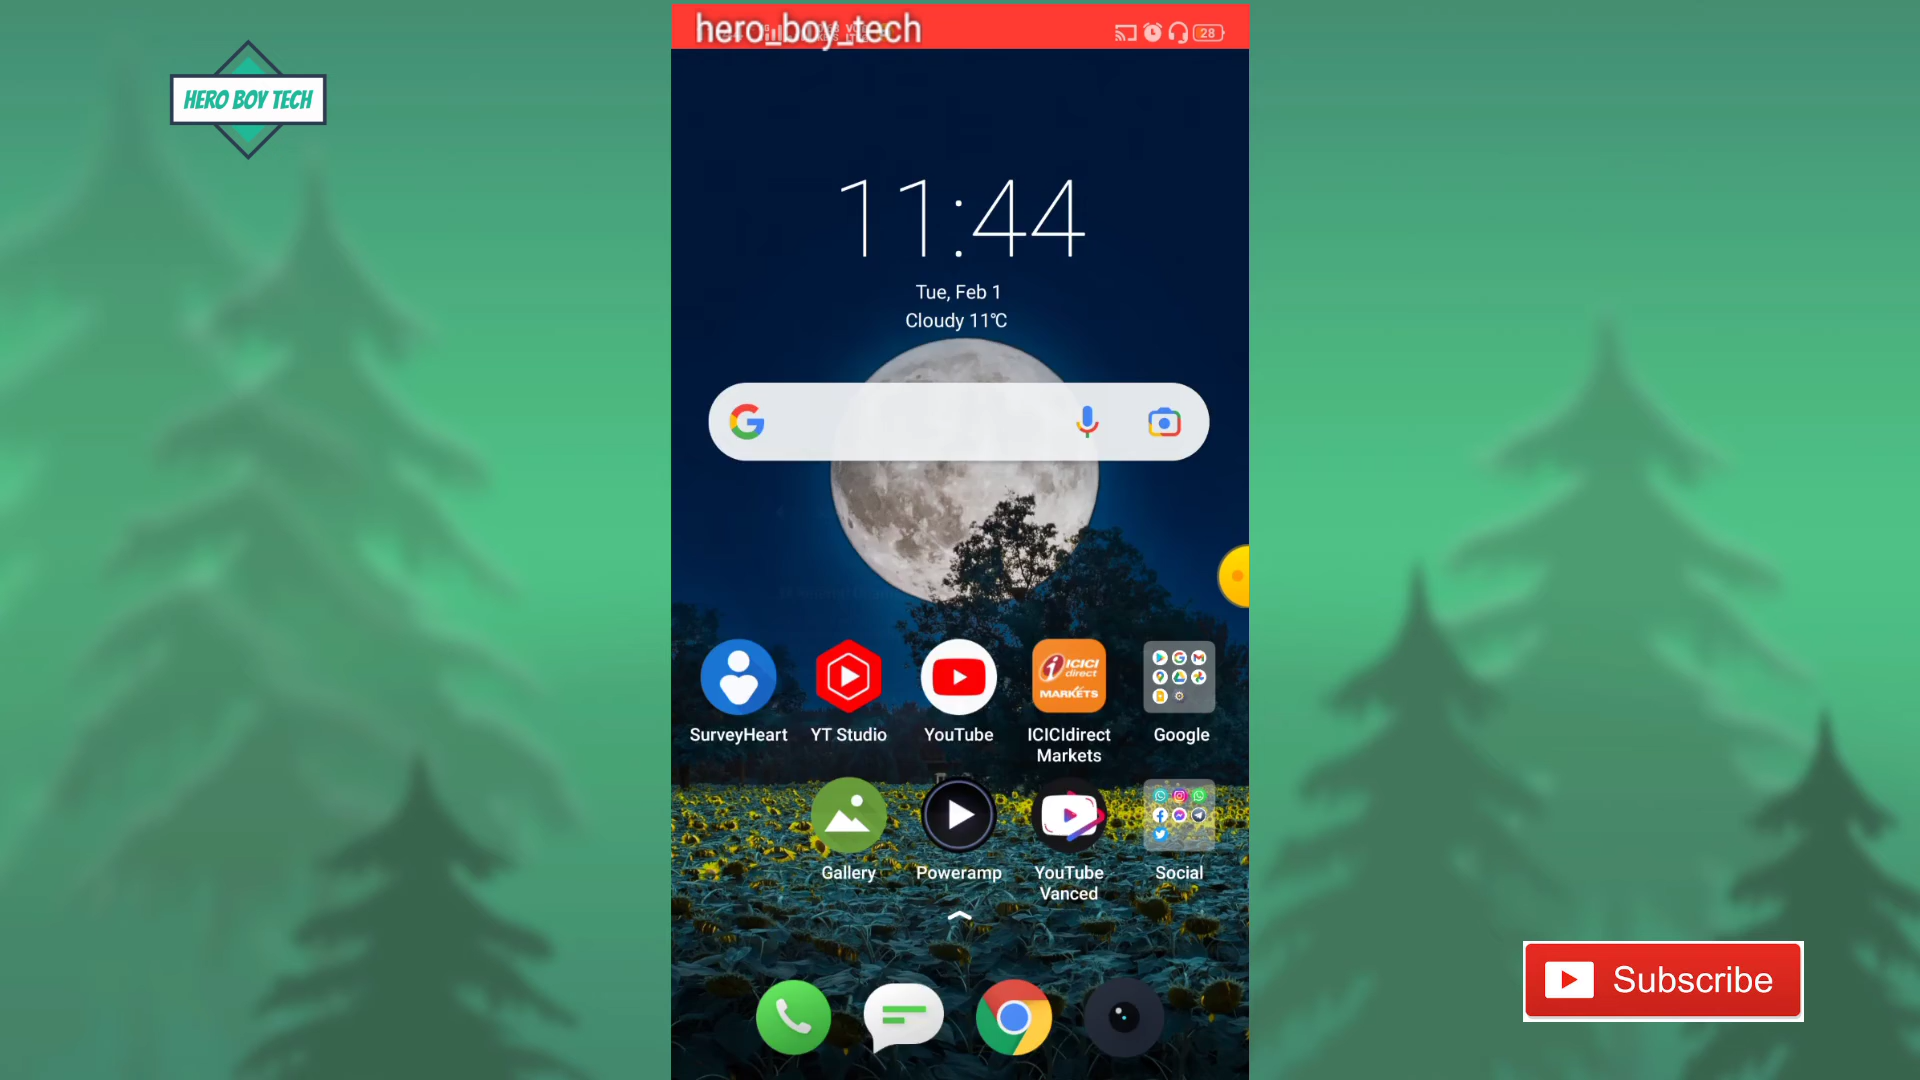 hero_boy_tech
28
HERO BOY TECH
11:44
Tue, Feb 1
Cloudy 11°C
ICICI
direct
MARKETS
SurveyHeart
YT Studio
YouTube
ICICIdirect
Markets
Google
Gallery
Poweramp
YouTube
Vanced
Social
Subscribe